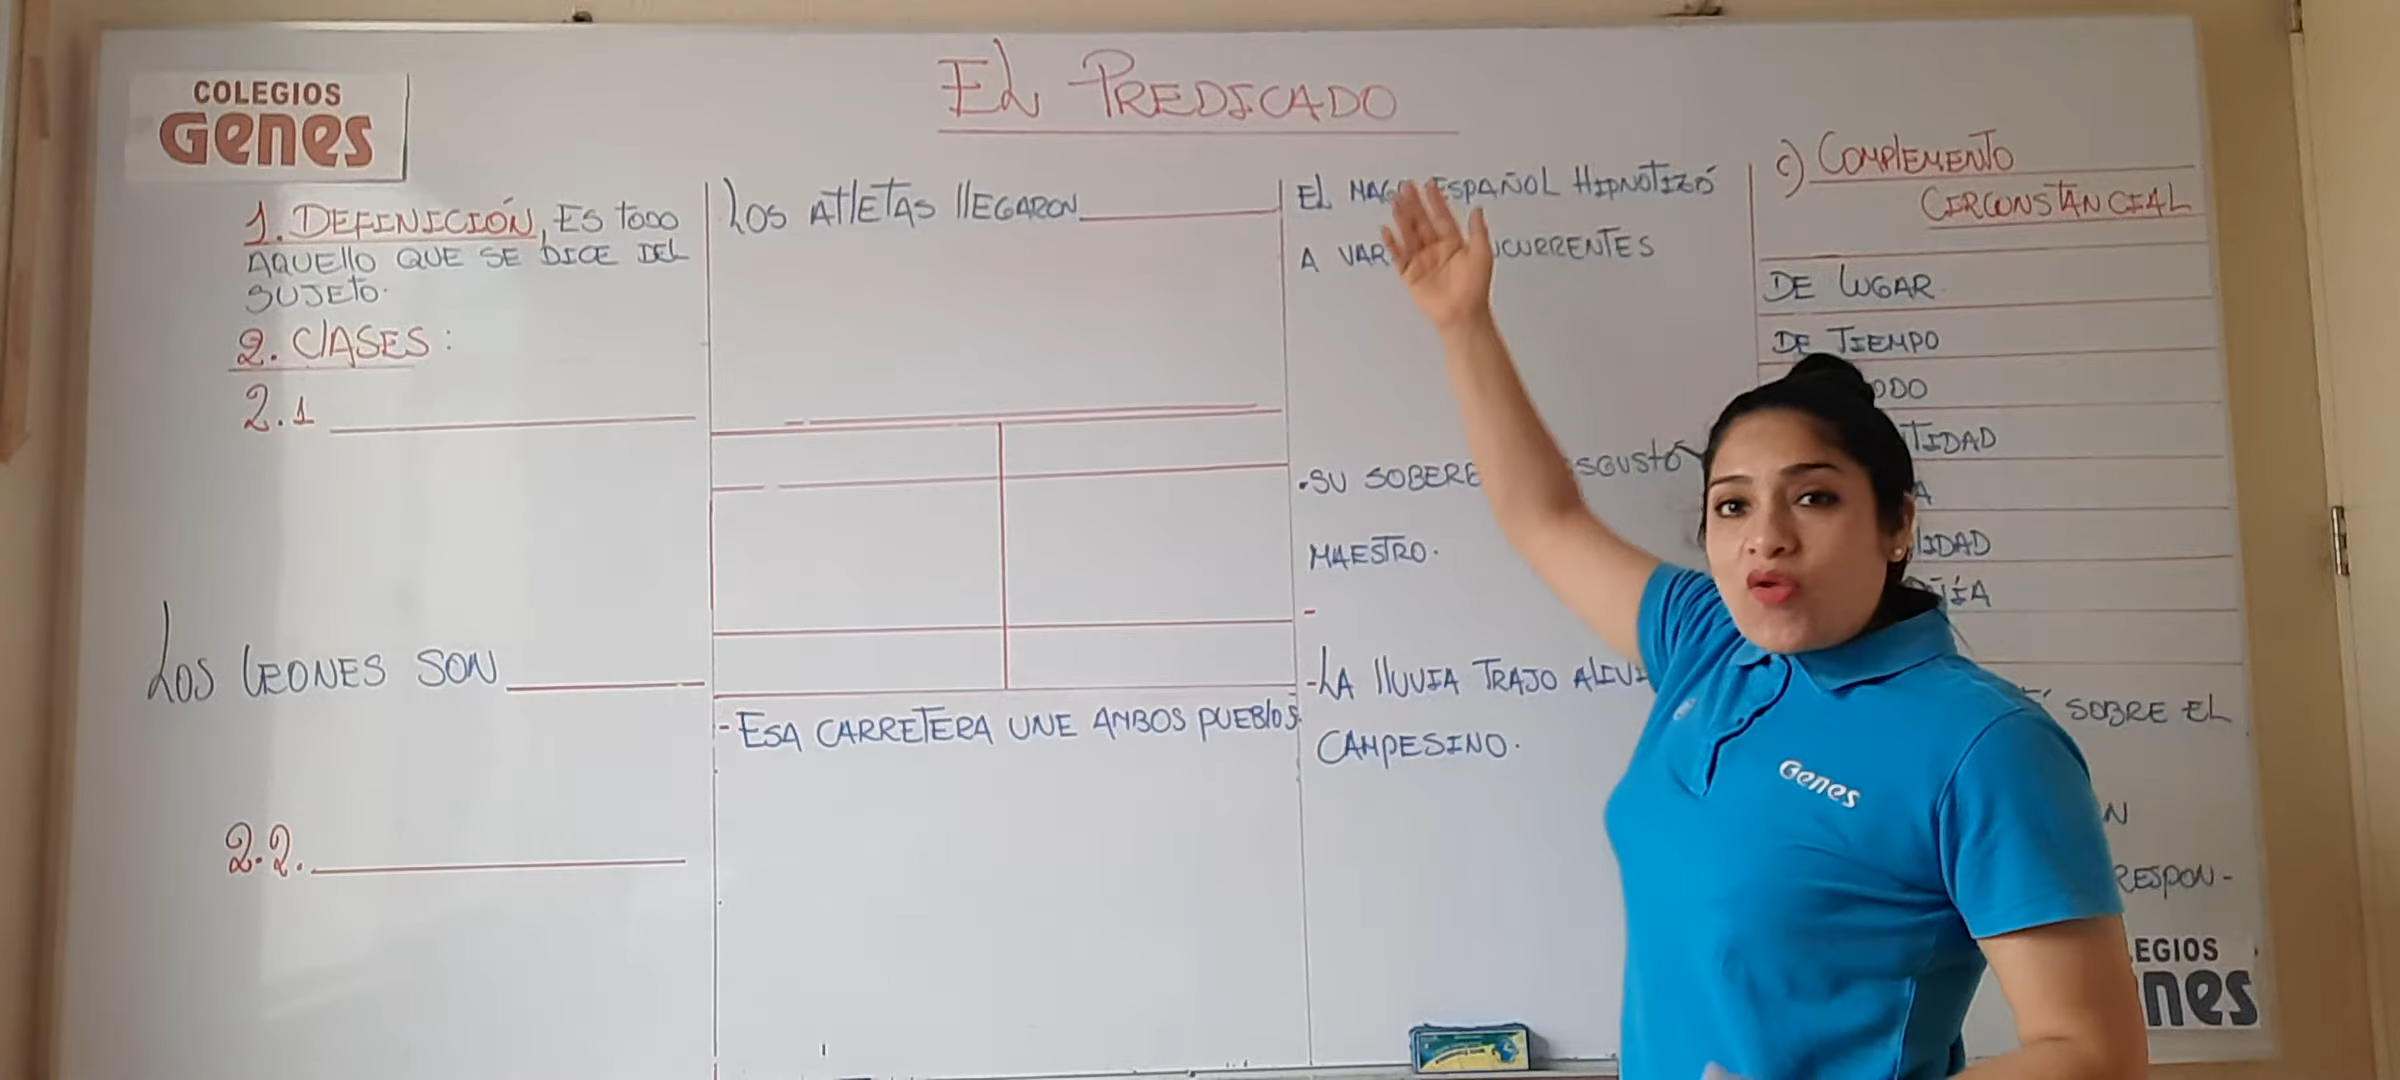 COLEGIOS
Genes
EL PREDICADO
1. DEFINICIÓN, ES TODO
AQUELLO QUE SE DICE DEL
SUJETO.
2. CLASES:
2.1
LOS LEONES SON
2.2.
LOS ATLETAS LLEGARON
- ESA CARRETERA UNE AMBOS PUEBLOS.
EL MAGO ESPAÑOL HIPNOTIZÓ
A
.SU
MAESTRO.
-LA LLUVIA TRAJO
CAMPESINO.
c) COMPLEMENTO
CIRCUNSTANCIAL
DE LUGAR.
DE TIEMPO
SOBRE EL
Genes